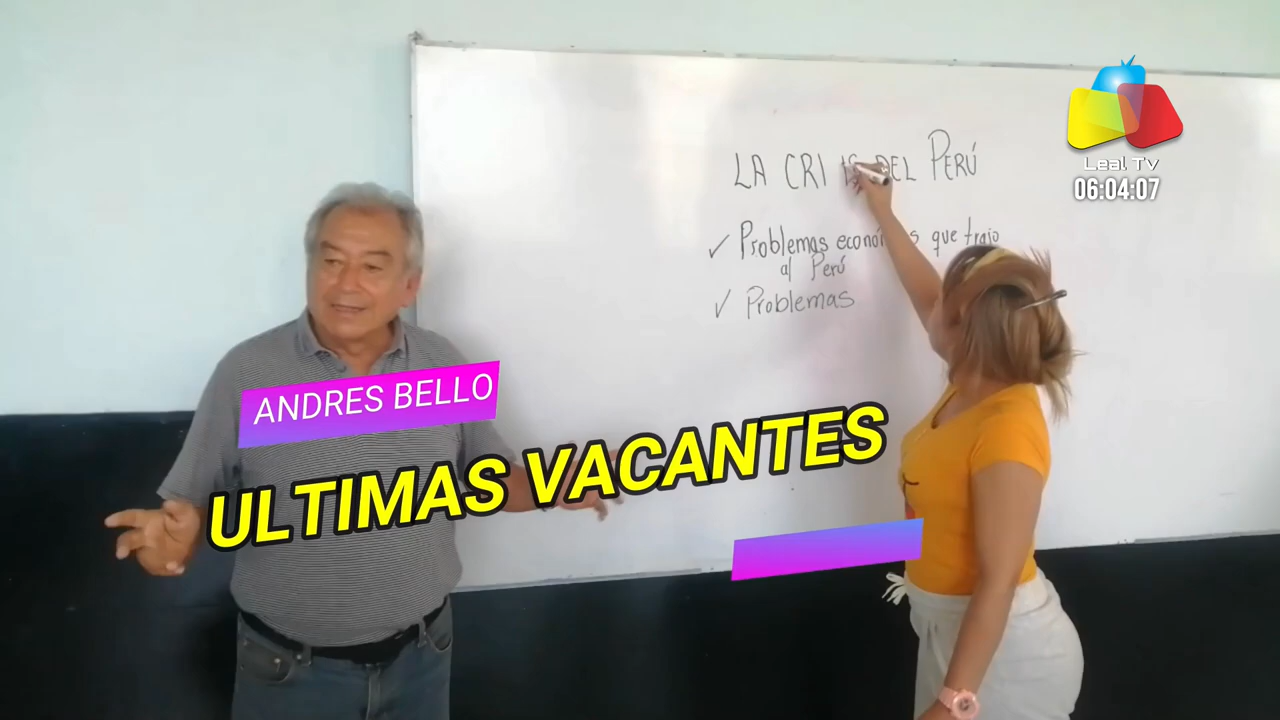 LA CRI IS DEL PERÚ
Leal TV
06:04:07
✓ Problemas que trajo
al Perú
✓ Problemas
ANDRES BELLO
ULTIMAS VACANTES